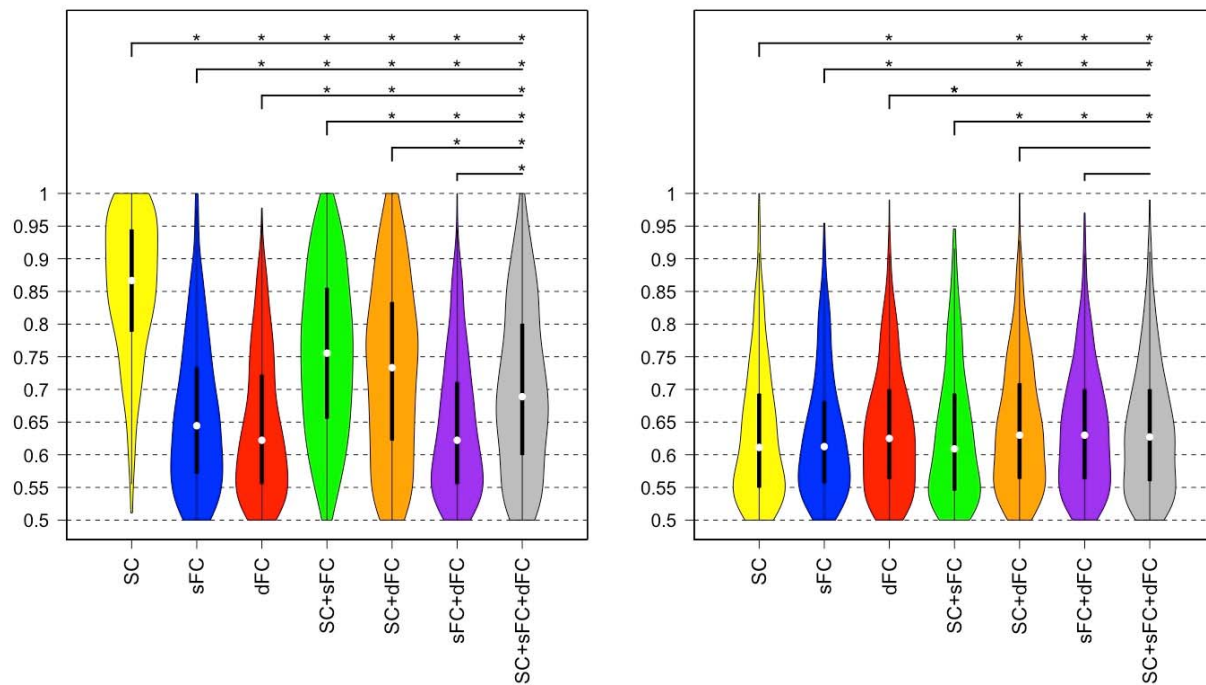 * * * * * *
* * * * *
* * *
* * *
* *
*
1
0.95
0.9
0.85
0.8
0.75
0.7
0.65
0.6
0.55
0.5
SC
sFC
dFC
SC+sFC
SC+dFC
sFC+dFC
SC+sFC+dFC
* * * *
* * * *
*
* * *
1
0.95
0.9
0.85
0.8
0.75
0.7
0.65
0.6
0.55
0.5
SC
sFC
dFC
SC+sFC
SC+dFC
sFC+dFC
SC+sFC+dFC